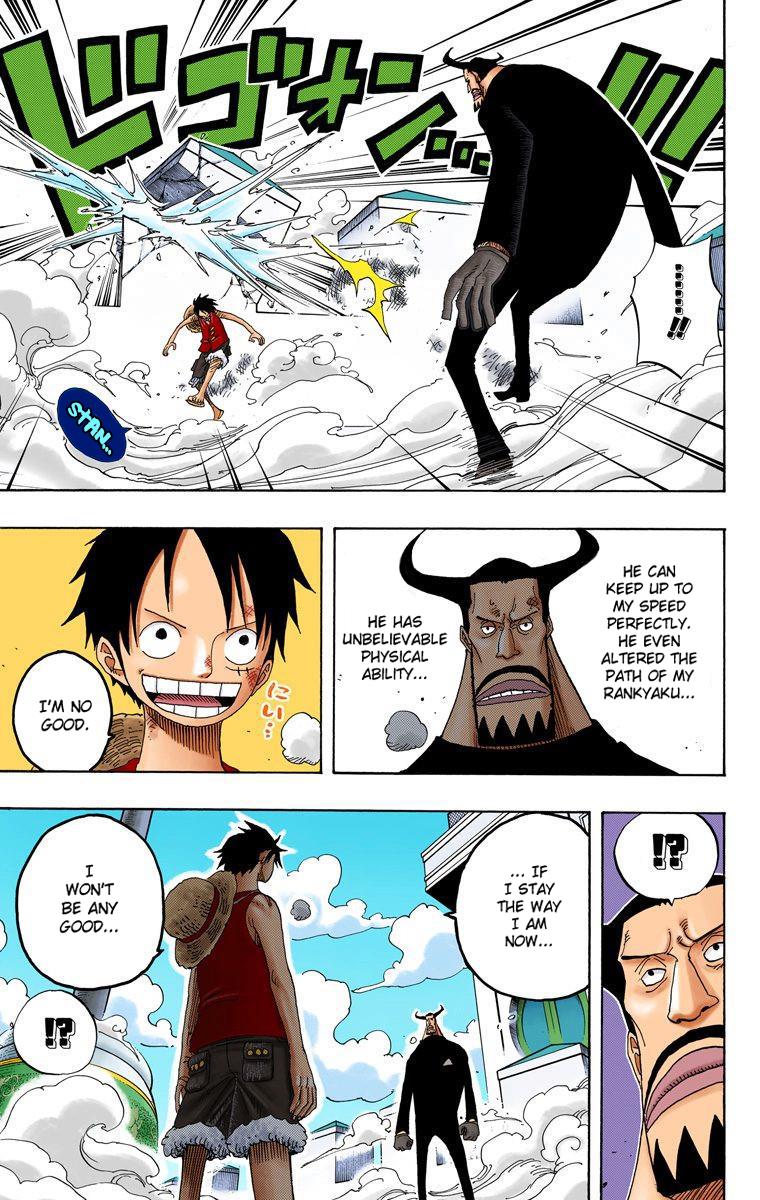 ドゴォン...!!!
..........!!
STAN...
HE CAN
KEEP UP TO
MY SPEED
PERFECTLY.
HE EVEN
ALTERED THE
PATH OF MY
RANKYAKU...
HE HAS
UNBELIEVABLE
PHYSICAL
ABILITY...
I'M NO
GOOD.
にい...
!?
... IF
I STAY
THE WAY
I AM
NOW...
I
WON'T
BE ANY
GOOD...
!?